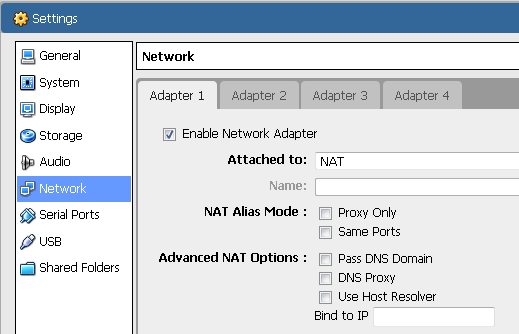 Settings
General
System
Display
Storage
Audio
Network
Serial Ports
USB
Shared Folders
Network
Adapter 1 Adapter 2 Adapter 3 Adapter 4
Enable Network Adapter
Attached to: NAT
Name:
NAT Alias Mode : Proxy Only
Same Ports
Advanced NAT Options : Pass DNS Domain
DNS Proxy
Use Host Resolver
Bind to IP